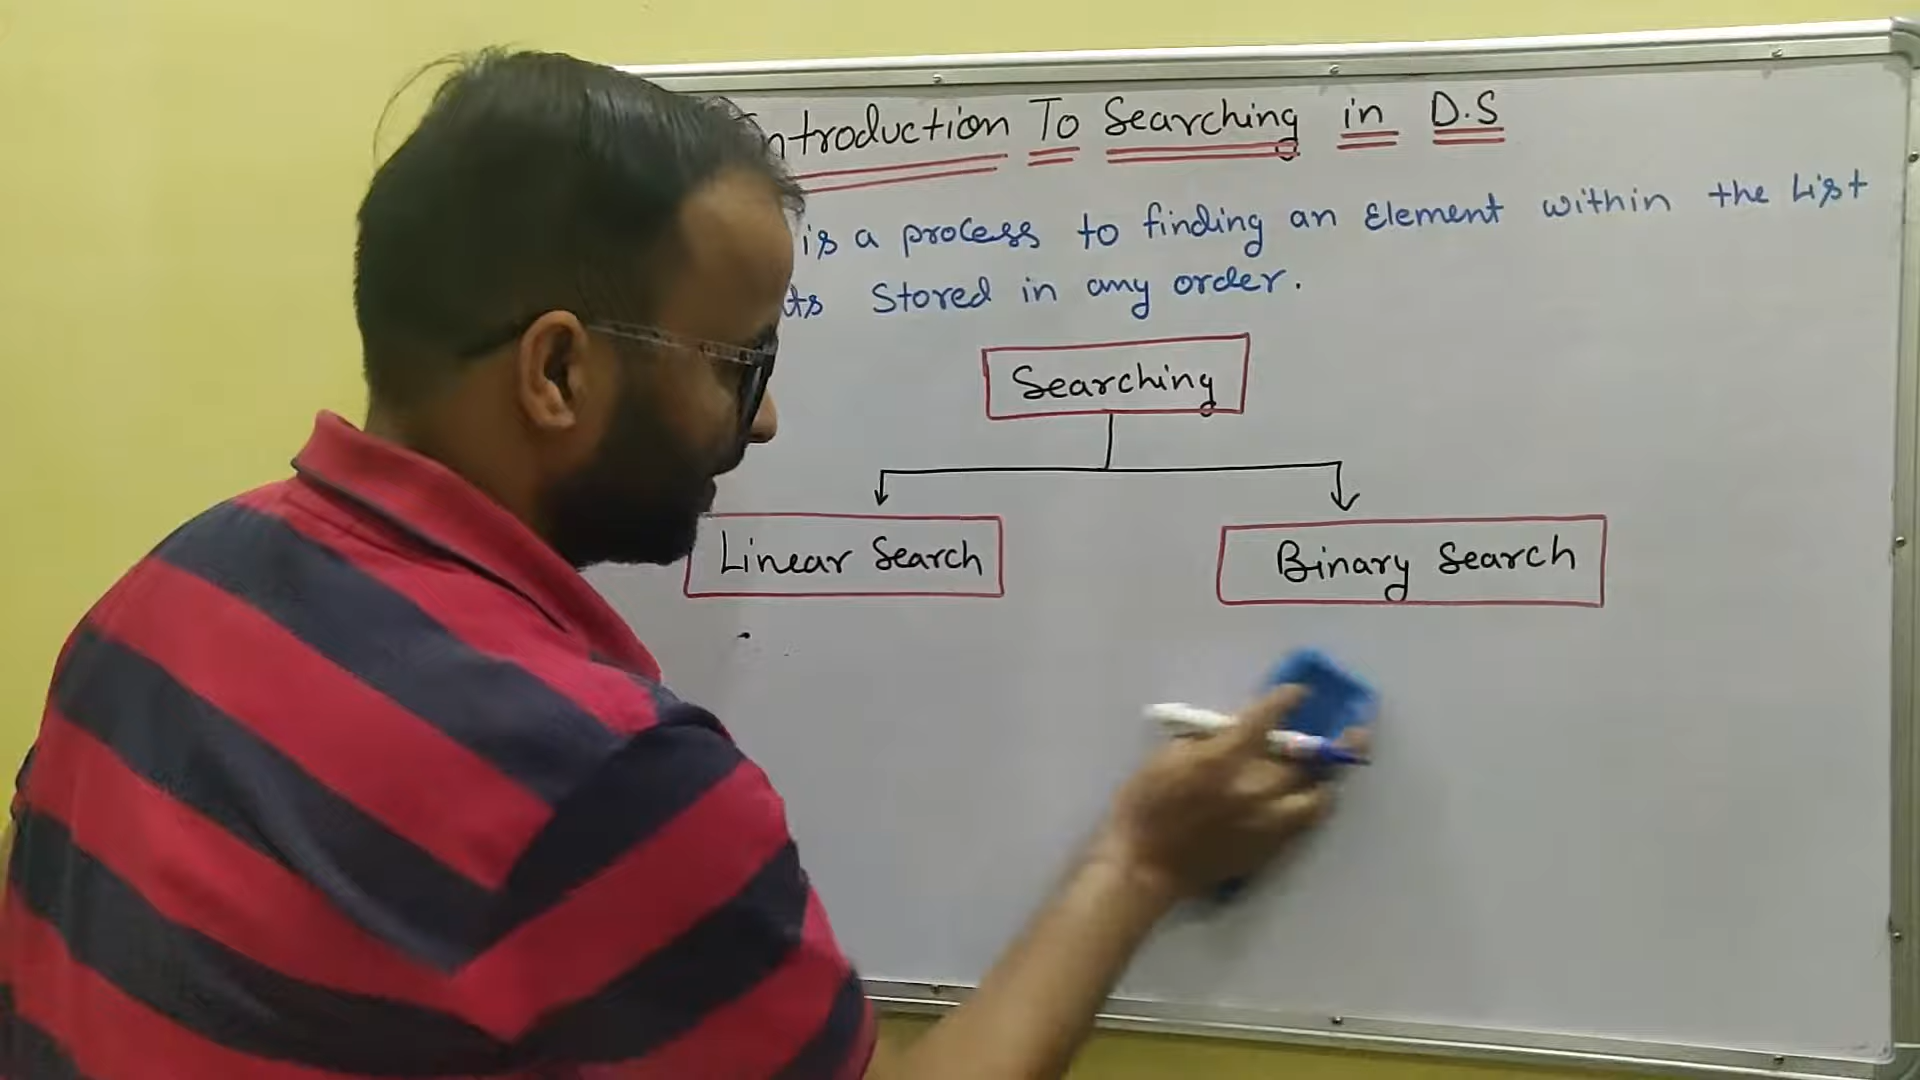 ntroduction To Searching in D.S
is a process to finding an Element within the List
ts Stored in any order.
Searching
Linear Search
Binary Search